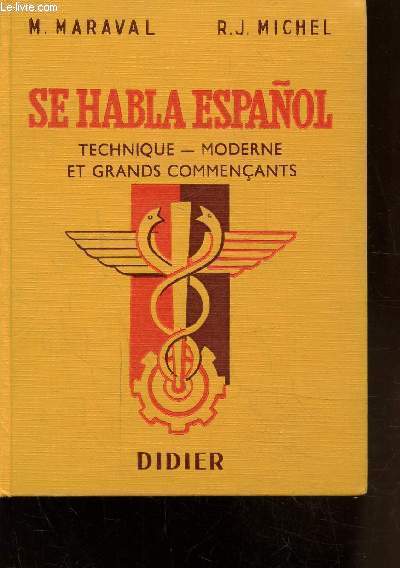 Le-livre.com
M. MARAVAL R.J. MICHEL
SE HABLA ESPAÑOL
TECHNIQUE — MODERNE
ET GRANDS COMMENÇANTS
DIDIER